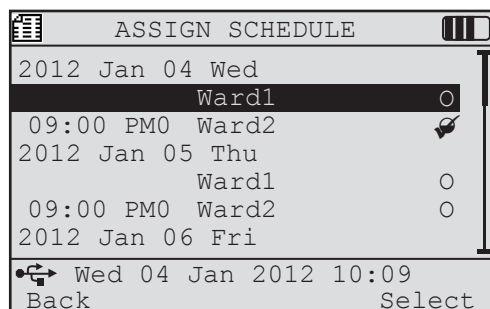 ASSIGN SCHEDULE
2012 Jan 04 Wed
Ward1 O
09:00 PM0 Ward2
2012 Jan 05 Thu
Ward1 O
09:00 PM0 Ward2 O
2012 Jan 06 Fri
Wed 04 Jan 2012 10:09
Back Select